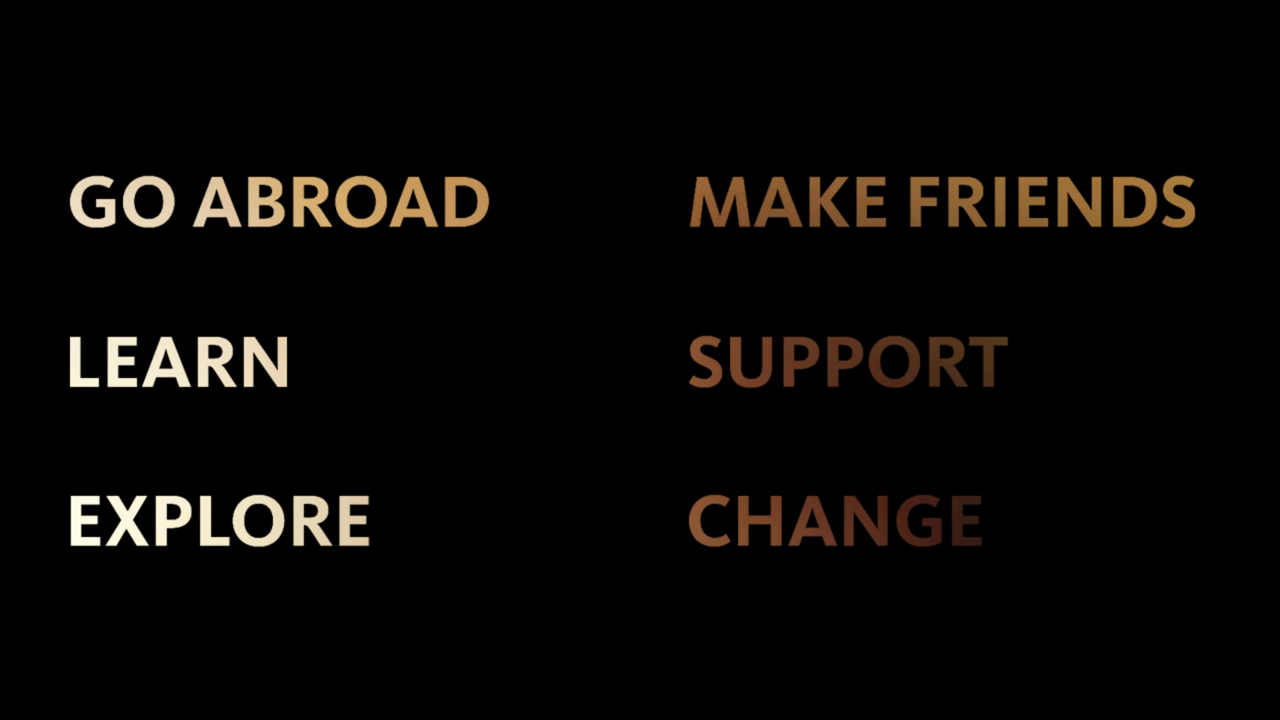 GO ABROAD
LEARN
EXPLORE
MAKE FRIENDS
SUPPORT
CHANGE